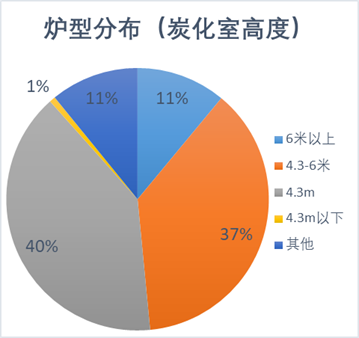 炉型分布（炭化室高度）
1%
11%
11%
37%
40%
6米以上
4.3-6米
4.3m
4.3m以下
其他